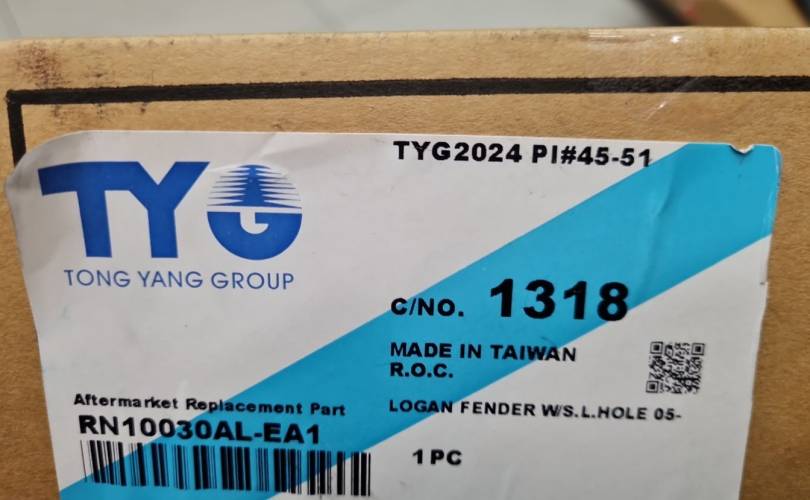 TYG2024 PI#45-51
TYG
TONG YANG GROUP
C/NO. 1318
MADE IN TAIWAN
R.O.C.
Aftermarket Replacement Part
LOGAN FENDER W/S.L.HOLE 05-
RN10030AL-EA1
1PC